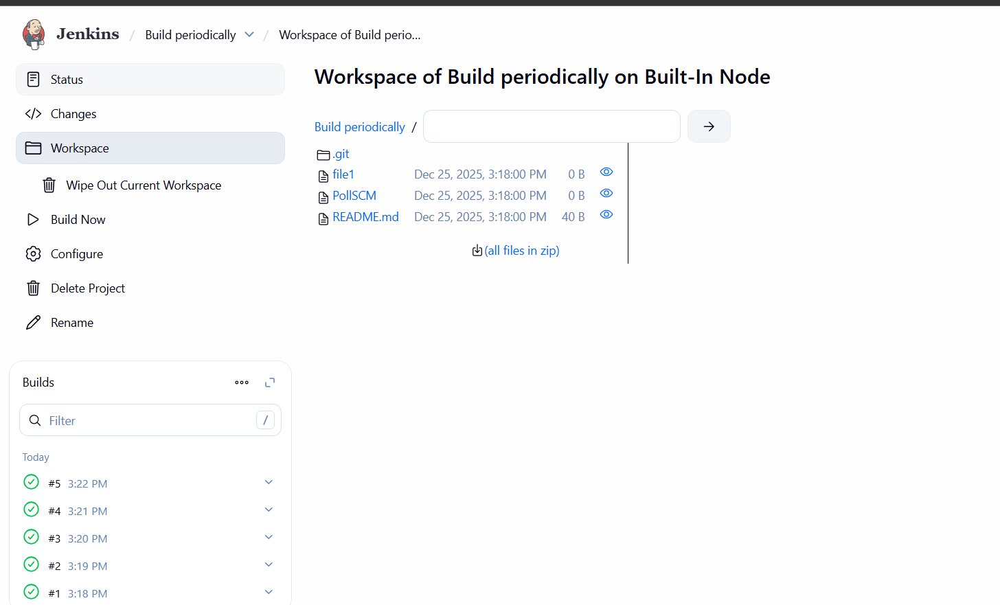 Jenkins / Build periodically / Workspace of Build perio...
Status
Changes
Workspace
Wipe Out Current Workspace
Build Now
Configure
Delete Project
Rename
Builds
Filter /
Today
#5 3:22 PM
#4 3:21 PM
#3 3:20 PM
#2 3:19 PM
#1 3:18 PM
Workspace of Build periodically on Built-In Node
Build periodically /
.git
file1 Dec 25, 2025, 3:18:00 PM 0 B
PollSCM Dec 25, 2025, 3:18:00 PM 0 B
README.md Dec 25, 2025, 3:18:00 PM 40 B
(all files in zip)